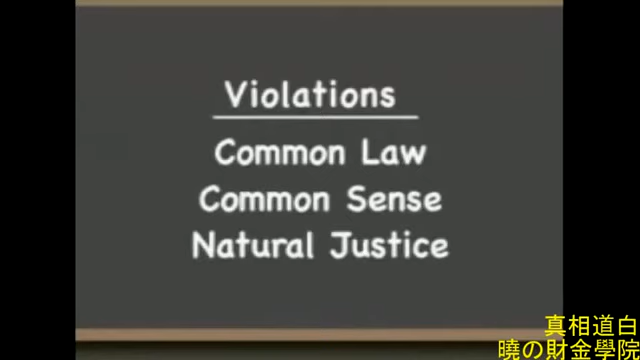 Violations
Common Law
Common Sense
Natural Justice
真相道白
曉の財金學院